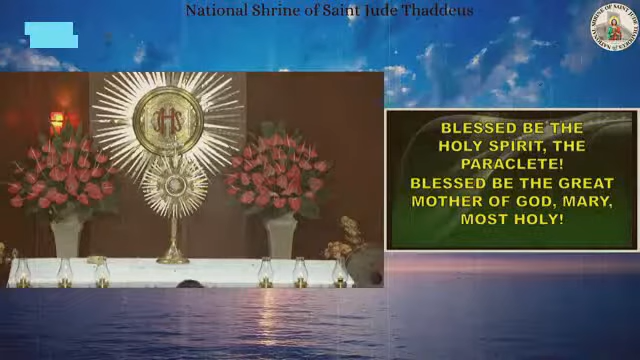 National Shrine of Saint Jude Thaddeus
IHS
BLESSED BE THE
HOLY SPIRIT, THE
PARACLETE!
BLESSED BE THE GREAT
MOTHER OF GOD, MARY,
MOST HOLY!